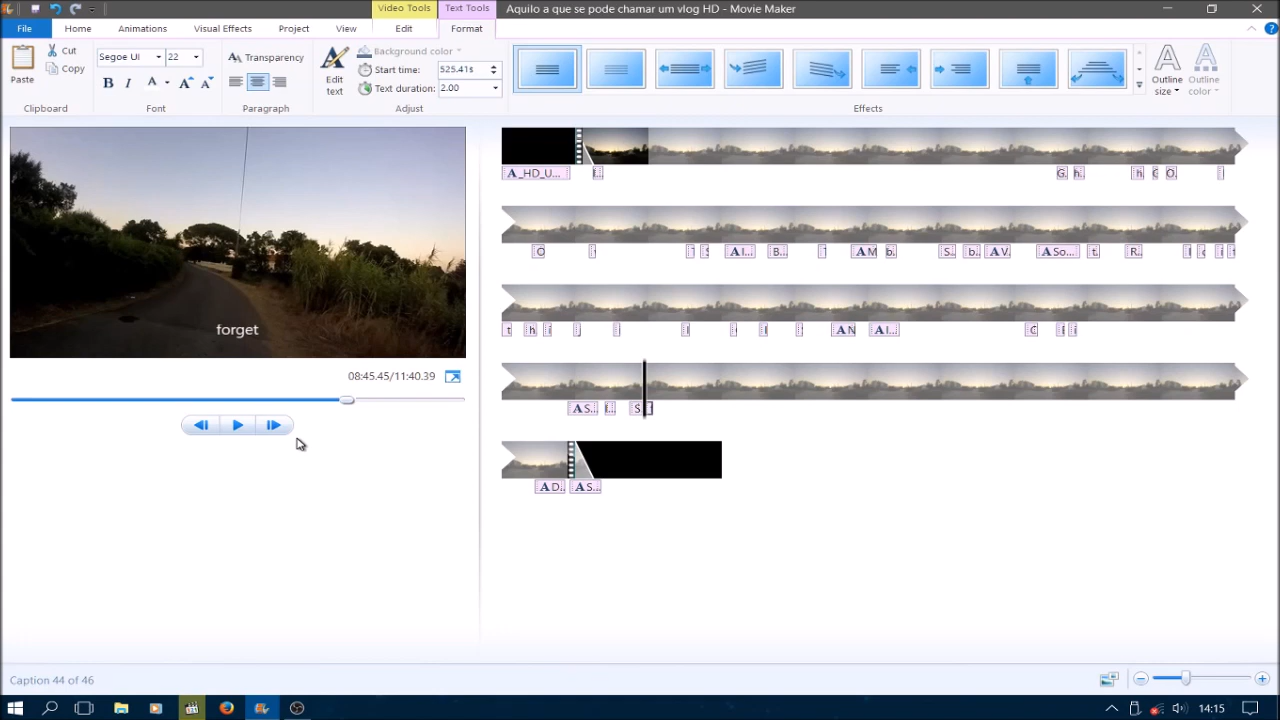 Video Tools
Text Tools
Aquilo a que se pode chamar um vlog HD - Movie Maker
File
Home
Animations
Visual Effects
Project
View
Edit
Format
Paste
Cut
Copy
Clipboard
Segoe UI
22
B
I
A
A
A
Font
Transparency
Paragraph
Edit
text
Background color
Start time:
525.41s
Text duration:
2.00
Adjust
Effects
Outline
size
Outline
color
forget
08:45.45/11:40.39
A_HD_U...
G.
h.
h
O.
O
S
A I...
B...
A M
b.
S..
b.
A V.
A So...
t.
R..
t
h
i
A N
A I...
C
A S...
S
A D.
A S...
Caption 44 of 46
14:15